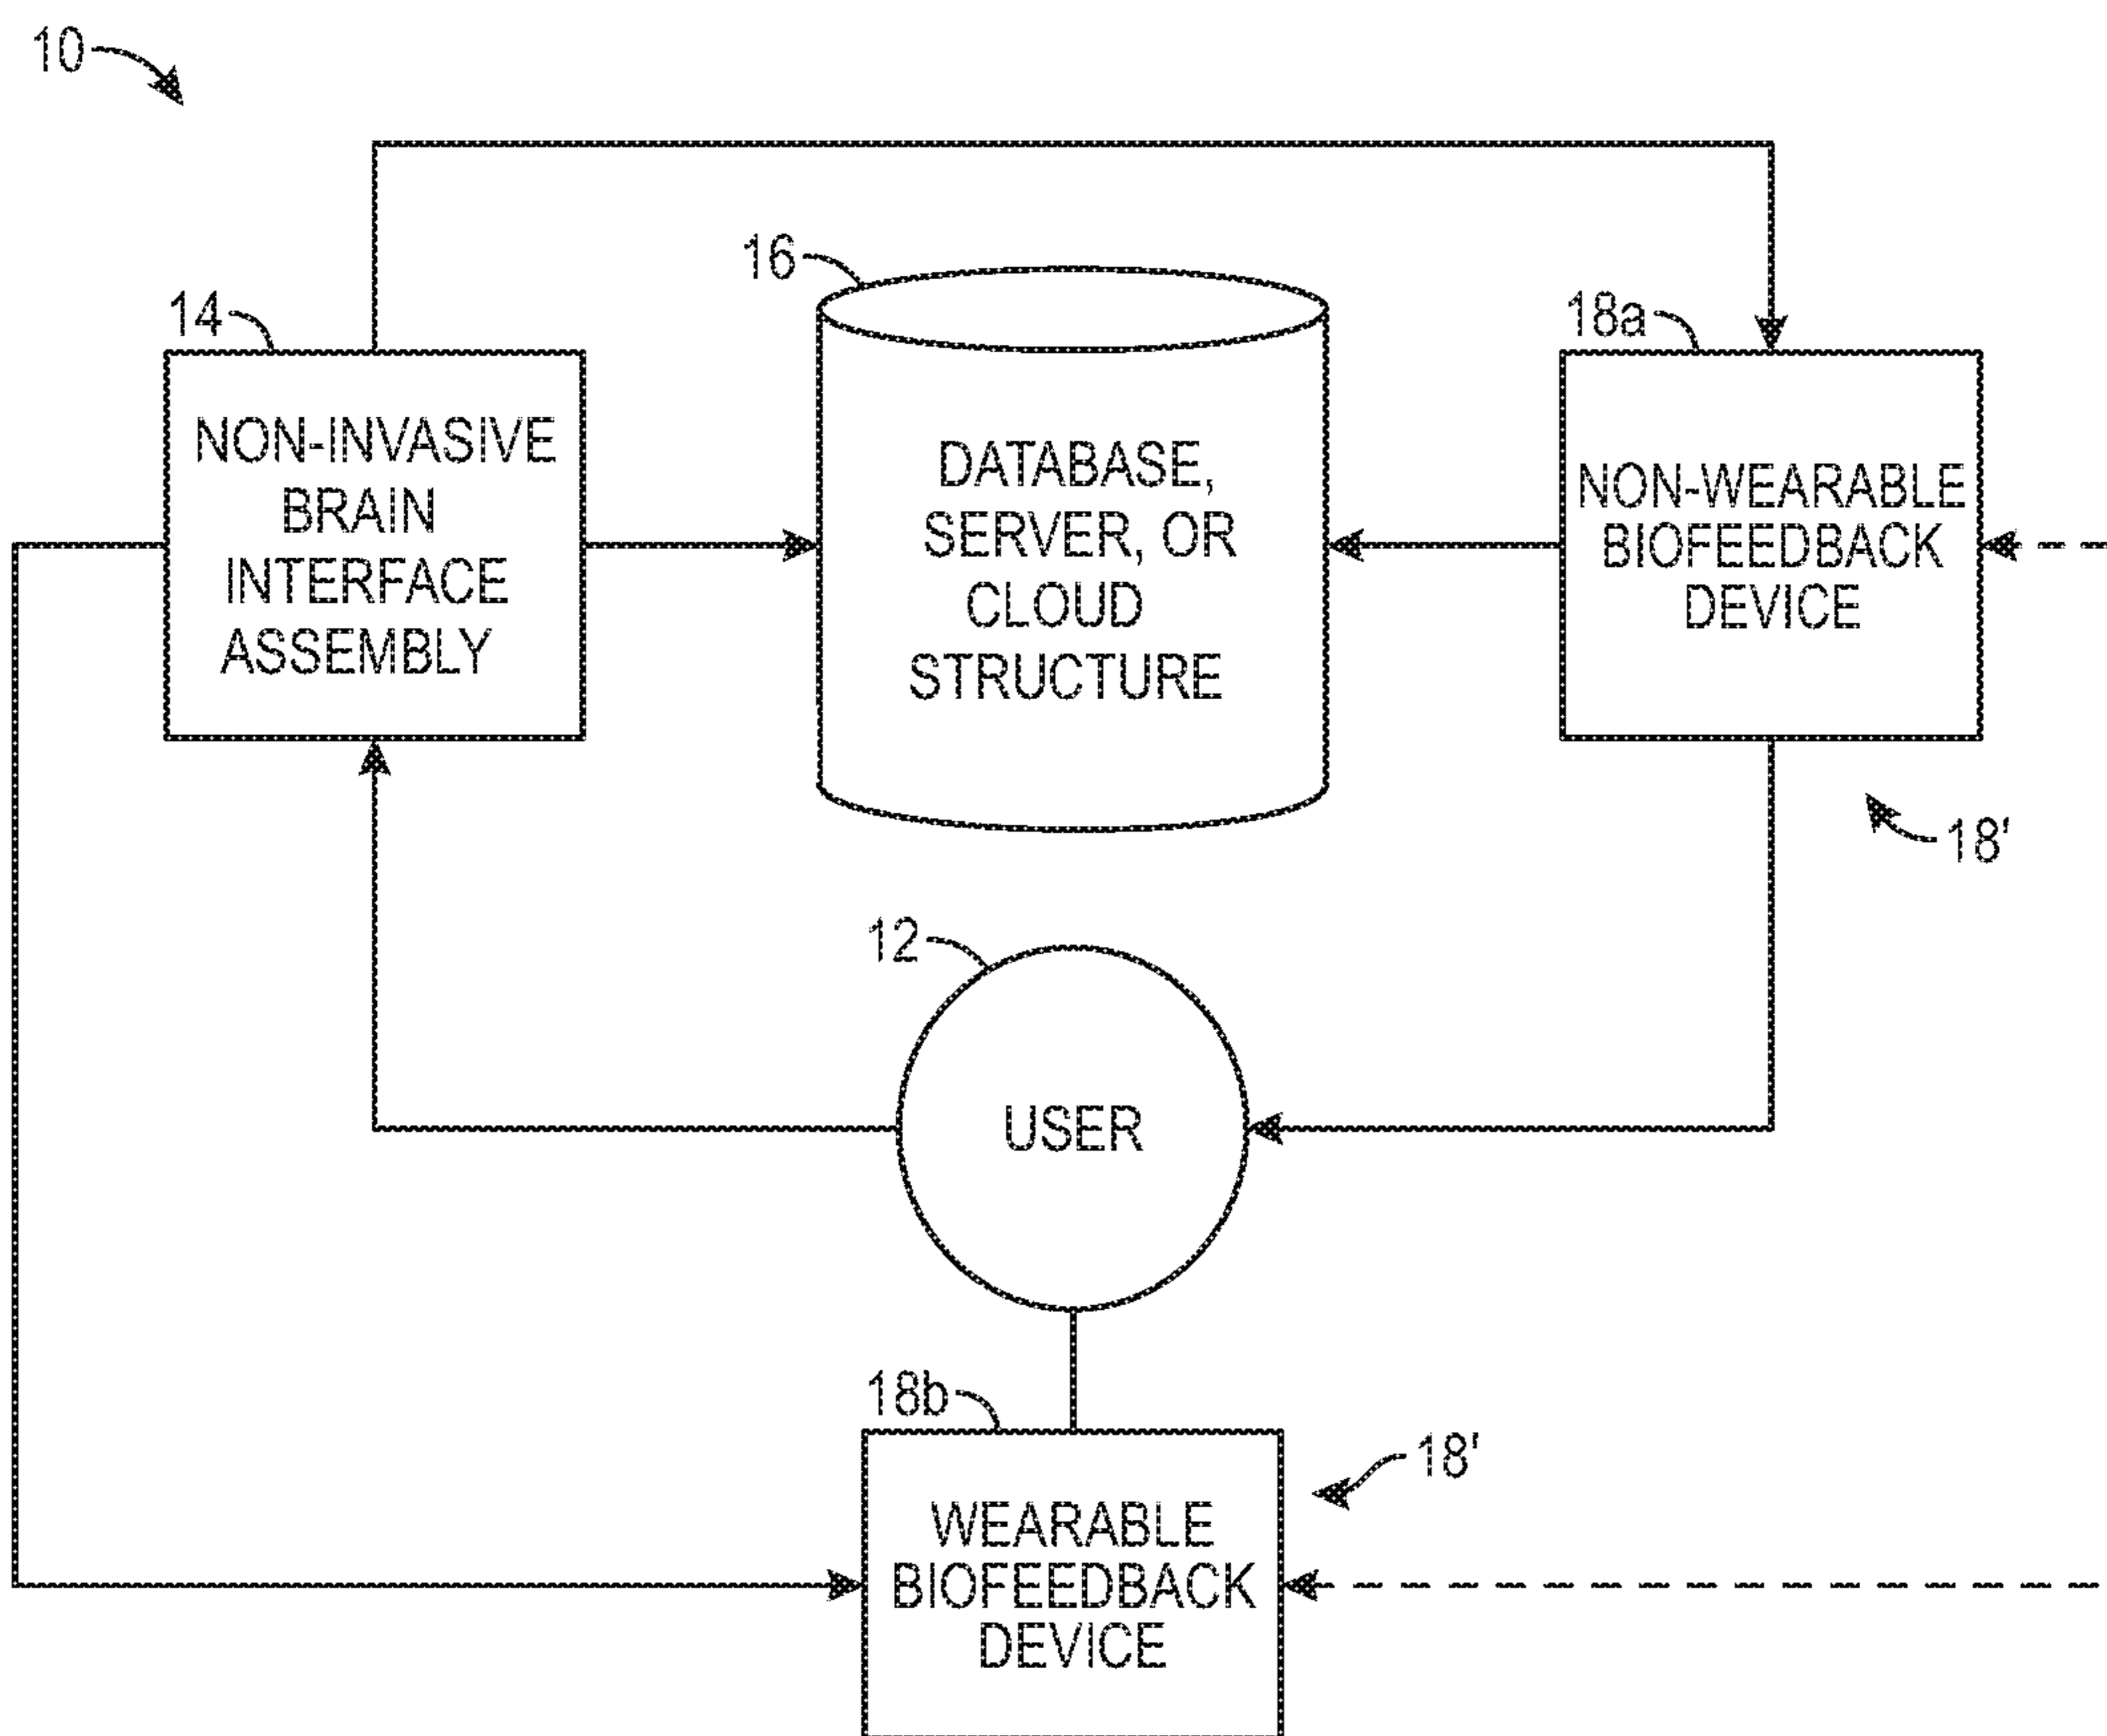 10
16
14
18a
NON-INVASIVE
BRAIN
INTERFACE
ASSEMBLY
DATABASE,
SERVER, OR
CLOUD
STRUCTURE
NON-WEARABLE
BIOFEEDBACK
DEVICE
18'
12
USER
18b
18'
WEARABLE
BIOFEEDBACK
DEVICE